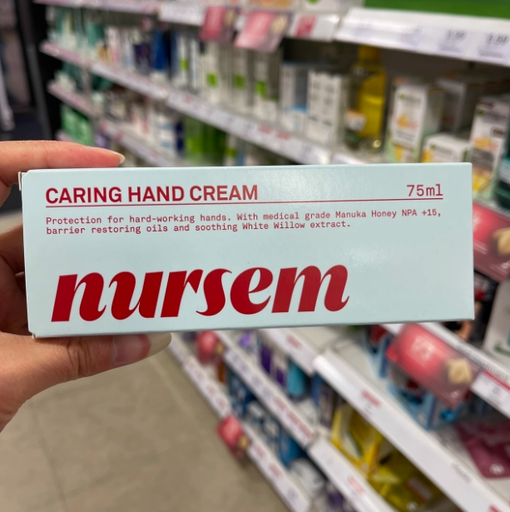 CARING HAND CREAM 75ml
Protection for hard-working hands. With medical grade Manuka Honey NPA +15,
barrier restoring oils and soothing White Willow extract.
nursem